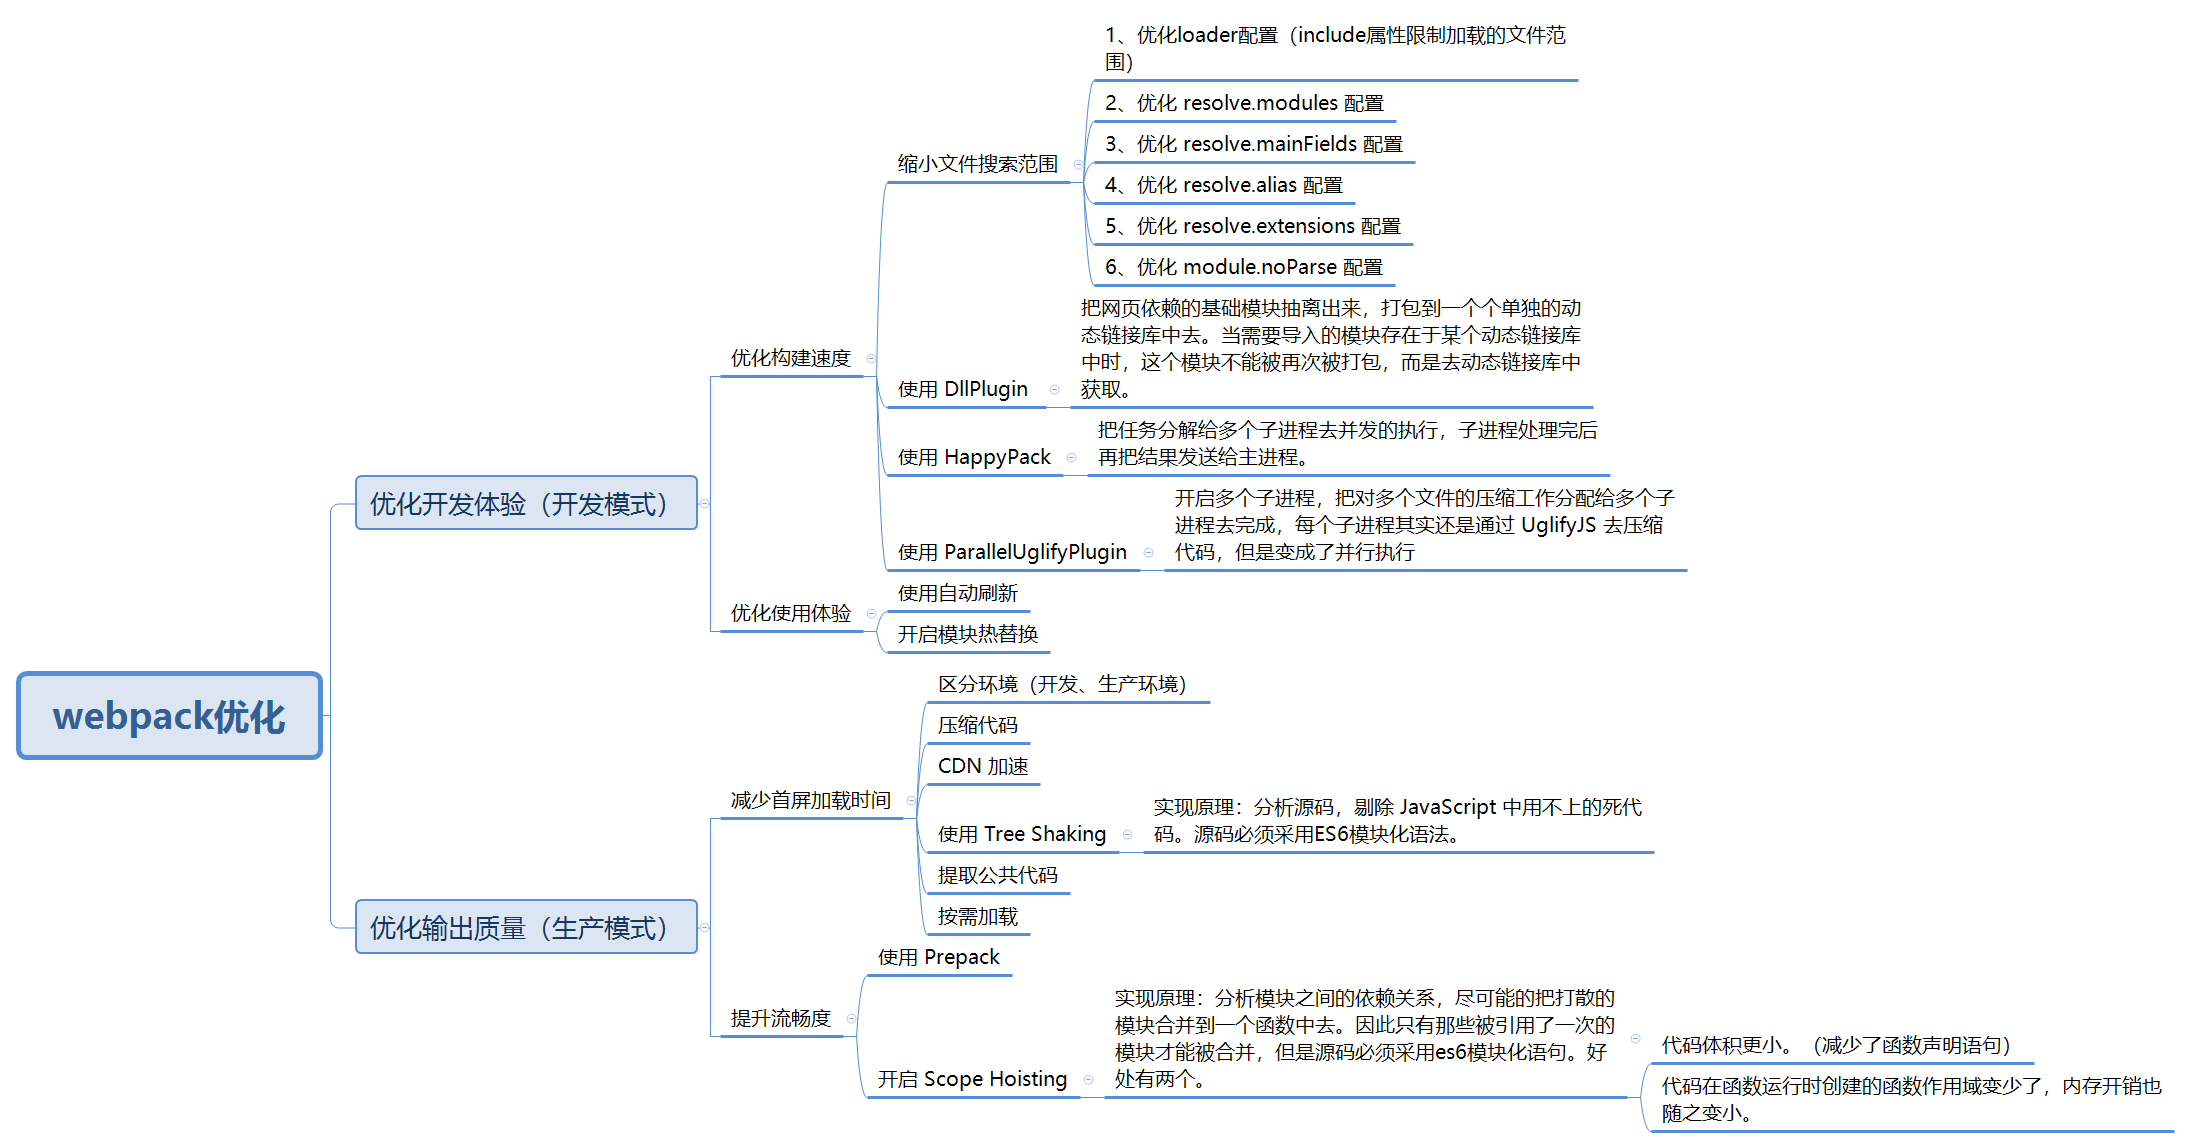 webpack优化
优化开发体验（开发模式）
优化构建速度
缩小文件搜索范围
1、优化loader配置（include属性限制加载的文件范
围）
2、优化 resolve.modules 配置
3、优化 resolve.mainFields 配置
4、优化 resolve.alias 配置
5、优化 resolve.extensions 配置
6、优化 module.noParse 配置
使用 DllPlugin
把网页依赖的基础模块抽离出来，打包到一个个单独的动
态链接库中去。当需要导入的模块存在于某个动态链接库
中时，这个模块不能被再次被打包，而是去动态链接库中
获取。
使用 HappyPack
把任务分解给多个子进程去并发的执行，子进程处理完后
再把结果发送给主进程。
使用 ParallelUglifyPlugin
开启多个子进程，把对多个文件的压缩工作分配给多个子
进程去完成，每个子进程其实还是通过 UglifyJS 去压缩
代码，但是变成了并行执行
优化使用体验
使用自动刷新
开启模块热替换
优化输出质量（生产模式）
减少首屏加载时间
区分环境（开发、生产环境）
压缩代码
CDN 加速
使用 Tree Shaking
实现原理：分析源码，剔除 JavaScript 中用不上的死代
码。源码必须采用ES6模块化语法。
提取公共代码
按需加载
提升流畅度
使用 Prepack
开启 Scope Hoisting
实现原理：分析模块之间的依赖关系，尽可能的把打散的
模块合并到一个函数中去。因此只有那些被引用了一次的
模块才能被合并，但是源码必须采用es6模块化语句。好
处有两个。
代码体积更小。（减少了函数声明语句）
代码在函数运行时创建的函数作用域变少了，内存开销也
随之变小。